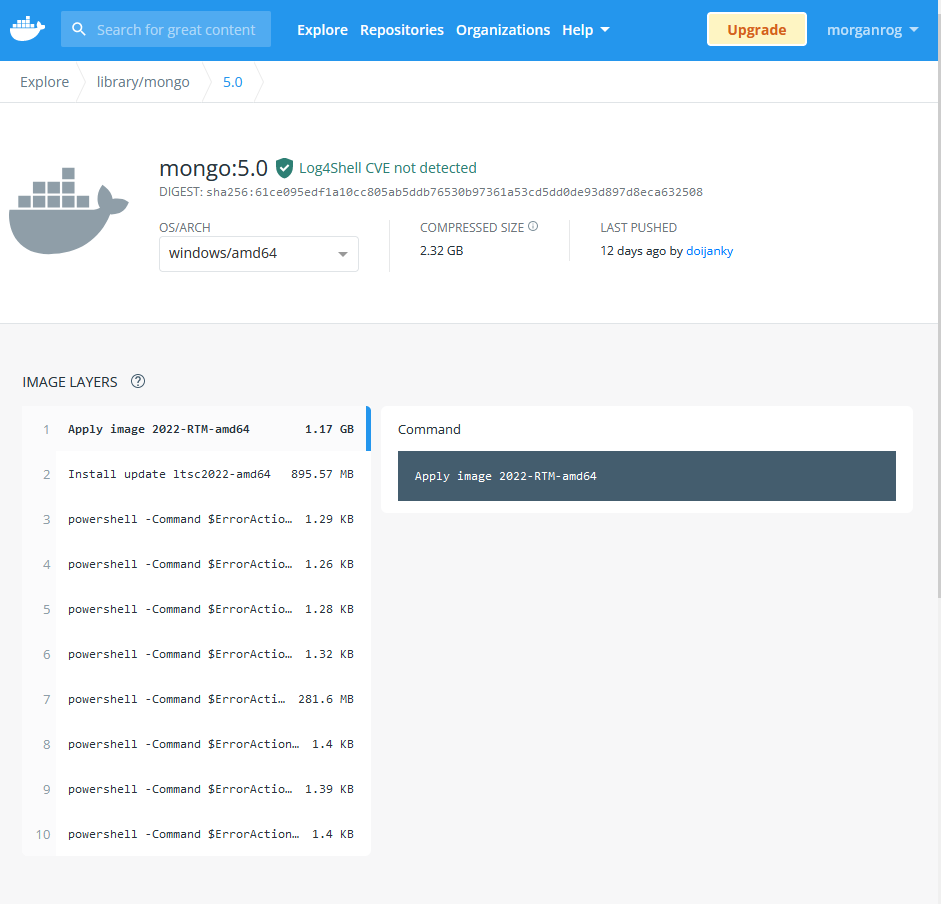 Search for great content
Explore Repositories Organizations Help
Upgrade
morganrog
Explore library/mongo 5.0
mongo:5.0 Log4Shell CVE not detected
DIGEST: sha256:61ce095edf1a10cc805ab5ddb76530b97361a53cd5dd0de93d897d8eca632508
OS/ARCH
windows/amd64
COMPRESSED SIZE
2.32 GB
LAST PUSHED
12 days ago by doijanky
IMAGE LAYERS
1 Apply image 2022-RTM-amd64 1.17 GB
2 Install update ltsc2022-amd64 895.57 MB
3 powershell -Command $ErrorActio… 1.29 KB
4 powershell -Command $ErrorActio… 1.26 KB
5 powershell -Command $ErrorActio… 1.28 KB
6 powershell -Command $ErrorActio… 1.32 KB
7 powershell -Command $ErrorActi… 281.6 MB
8 powershell -Command $ErrorAction… 1.4 KB
9 powershell -Command $ErrorActio… 1.39 KB
10 powershell -Command $ErrorAction… 1.4 KB
Command
Apply image 2022-RTM-amd64